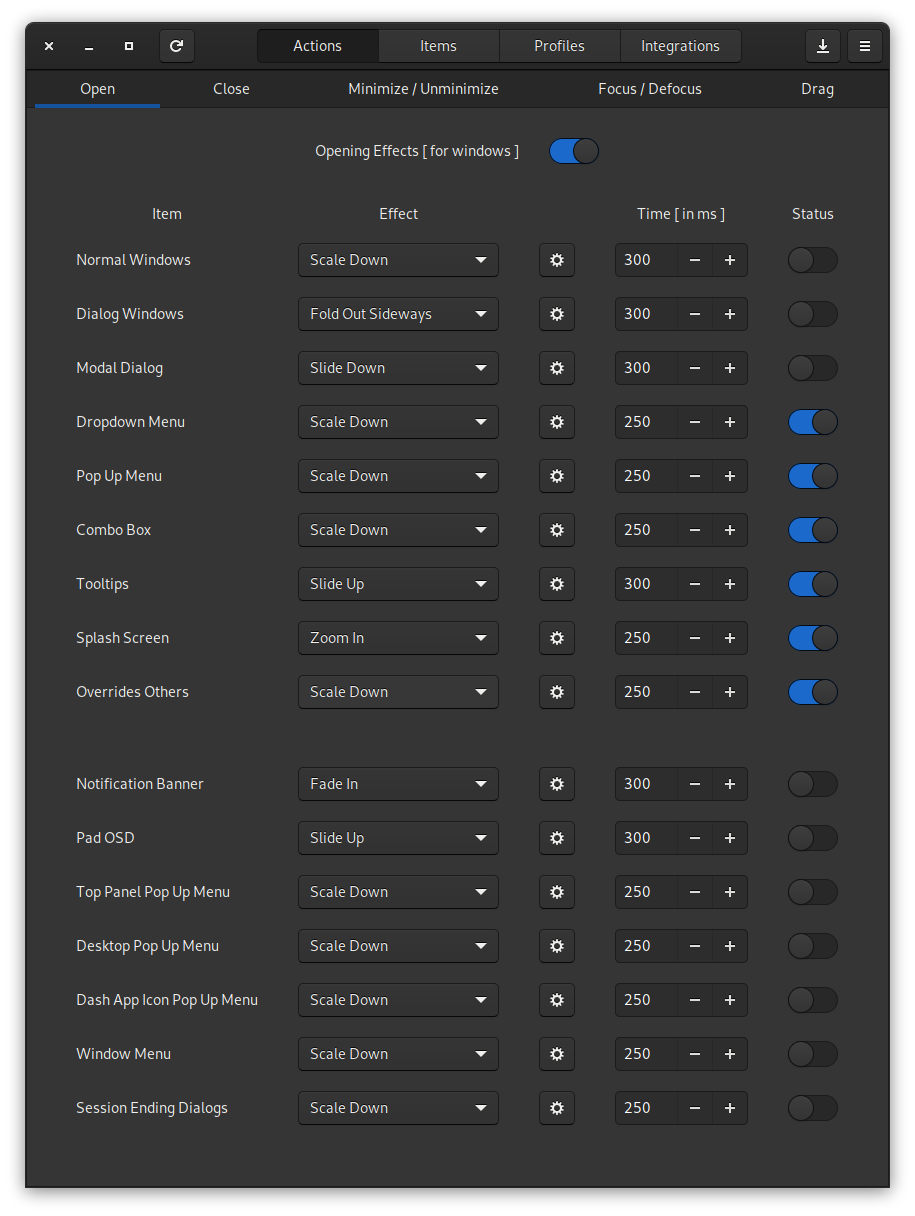 Actions Items Profiles Integrations
Open Close Minimize / Unminimize Focus / Defocus Drag
Opening Effects [ for windows ]
Item Effect Time [ in ms ] Status
Normal Windows Scale Down 300
Dialog Windows Fold Out Sideways 300
Modal Dialog Slide Down 300
Dropdown Menu Scale Down 250
Pop Up Menu Scale Down 250
Combo Box Scale Down 250
Tooltips Slide Up 300
Splash Screen Zoom In 250
Overrides Others Scale Down 250
Notification Banner Fade In 300
Pad OSD Slide Up 300
Top Panel Pop Up Menu Scale Down 250
Desktop Pop Up Menu Scale Down 250
Dash App Icon Pop Up Menu Scale Down 250
Window Menu Scale Down 250
Session Ending Dialogs Scale Down 250